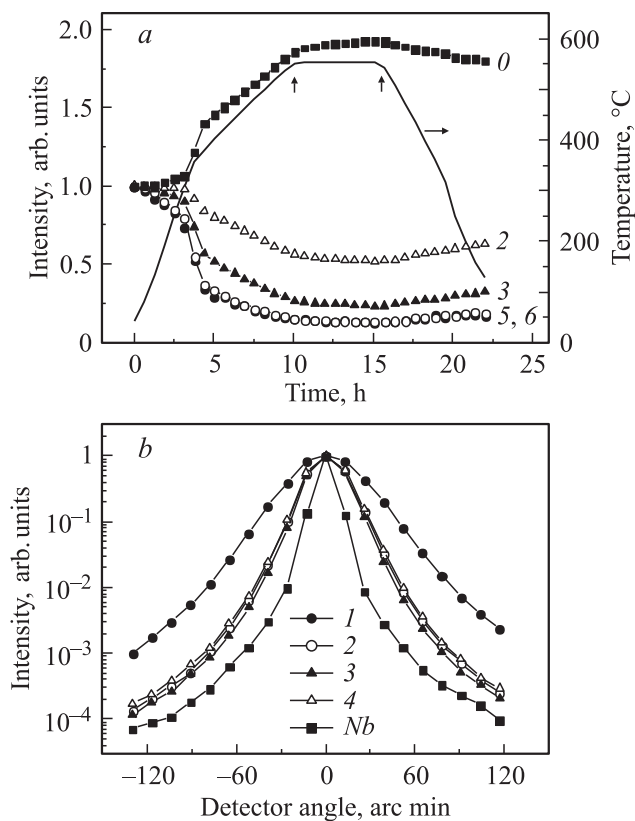 a
2.0
1.5
1.0
0.5
0
Intensity, arb. units
600
400
200
0
Temperature, °C
0
2
3
5, 6
0 5 10 15 20 25
Time, h
b
1
10⁻¹
10⁻²
10⁻³
10⁻⁴
Intensity, arb. units
1
2
3
4
Nb
−120 −60 0 60 120
Detector angle, arc min